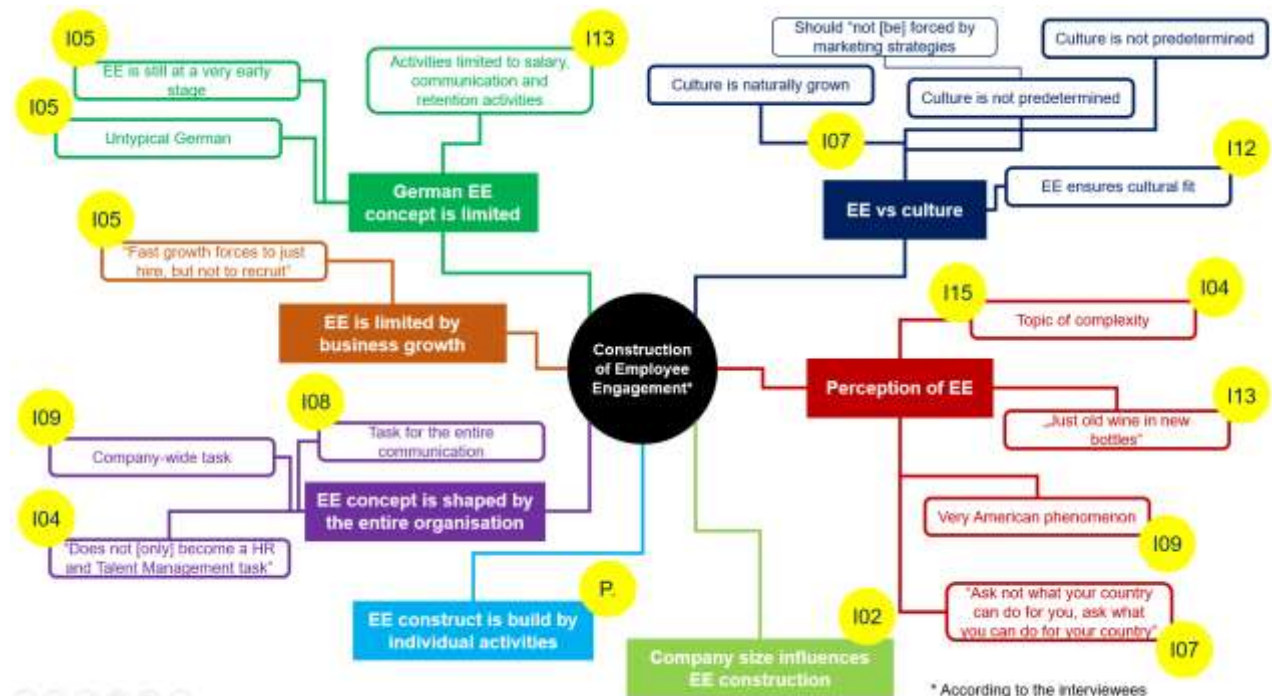 I05
EE is still at a very early
stage
I05
Untypical German
I13
Activities limited to salary,
communication and
retention activities
German EE
concept is limited
I05
"Fast growth forces to just
hire, but not to recruit"
EE is limited by
business growth
I09
Company-wide task
I08
Task for the entire
communication
I04
"Does not [only] become a HR
and Talent Management task"
EE concept is shaped by
the entire organisation
P.
EE construct is build by
individual activities
Construction
of Employee
Engagement*
Should "not [be] forced by
marketing strategies
Culture is not predetermined
Culture is naturally grown
Culture is not predetermined
I07
I12
EE ensures cultural fit
EE vs culture
I15
I04
Topic of complexity
Perception of EE
I13
„Just old wine in new
bottles"
Very American phenomenon
I09
"Ask not what your country
can do for you, ask what
you can do for your country"
I07
I02
Company size influences
EE construction
* According to the interviewees